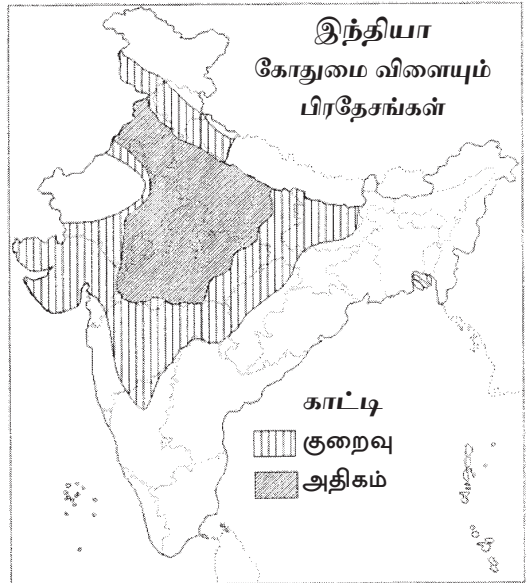 இந்தியா
கோதுமை விளையும்
பிரதேசங்கள்
காட்டி
குறைவு
அதிகம்